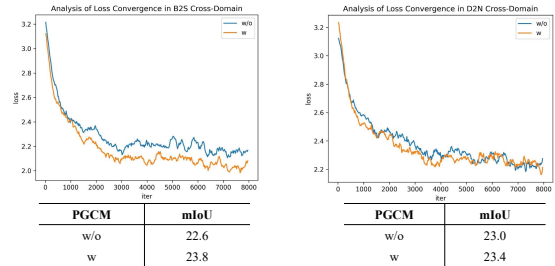 Analysis of Loss Convergence in B2S Cross-Domain
w/o
w
3.2
3.0
2.8
2.6
2.4
2.2
2.0
loss
0 1000 2000 3000 4000 5000 6000 7000 8000
iter
PGCM mIoU
w/o 22.6
w 23.8
Analysis of Loss Convergence in D2N Cross-Domain
w/o
w
3.2
3.0
2.8
2.6
2.4
2.2
loss
0 1000 2000 3000 4000 5000 6000 7000 8000
iter
PGCM mIoU
w/o 23.0
w 23.4